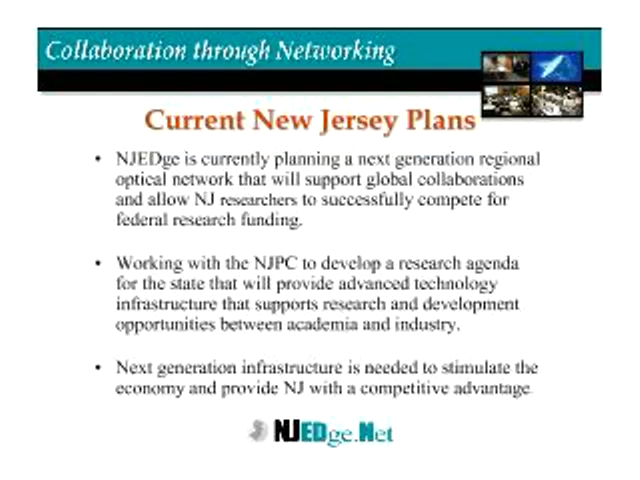 Collaboration through Networking
Current New Jersey Plans
• NJEDge is currently planning a next generation regional
optical network that will support global collaborations
and allow NJ researchers to successfully compete for
federal research funding.
• Working with the NJPC to develop a research agenda
for the state that will provide advanced technology
infrastructure that supports research and development
opportunities between academia and industry.
• Next generation infrastructure is needed to stimulate the
economy and provide NJ with a competitive advantage
NJEDge.Net